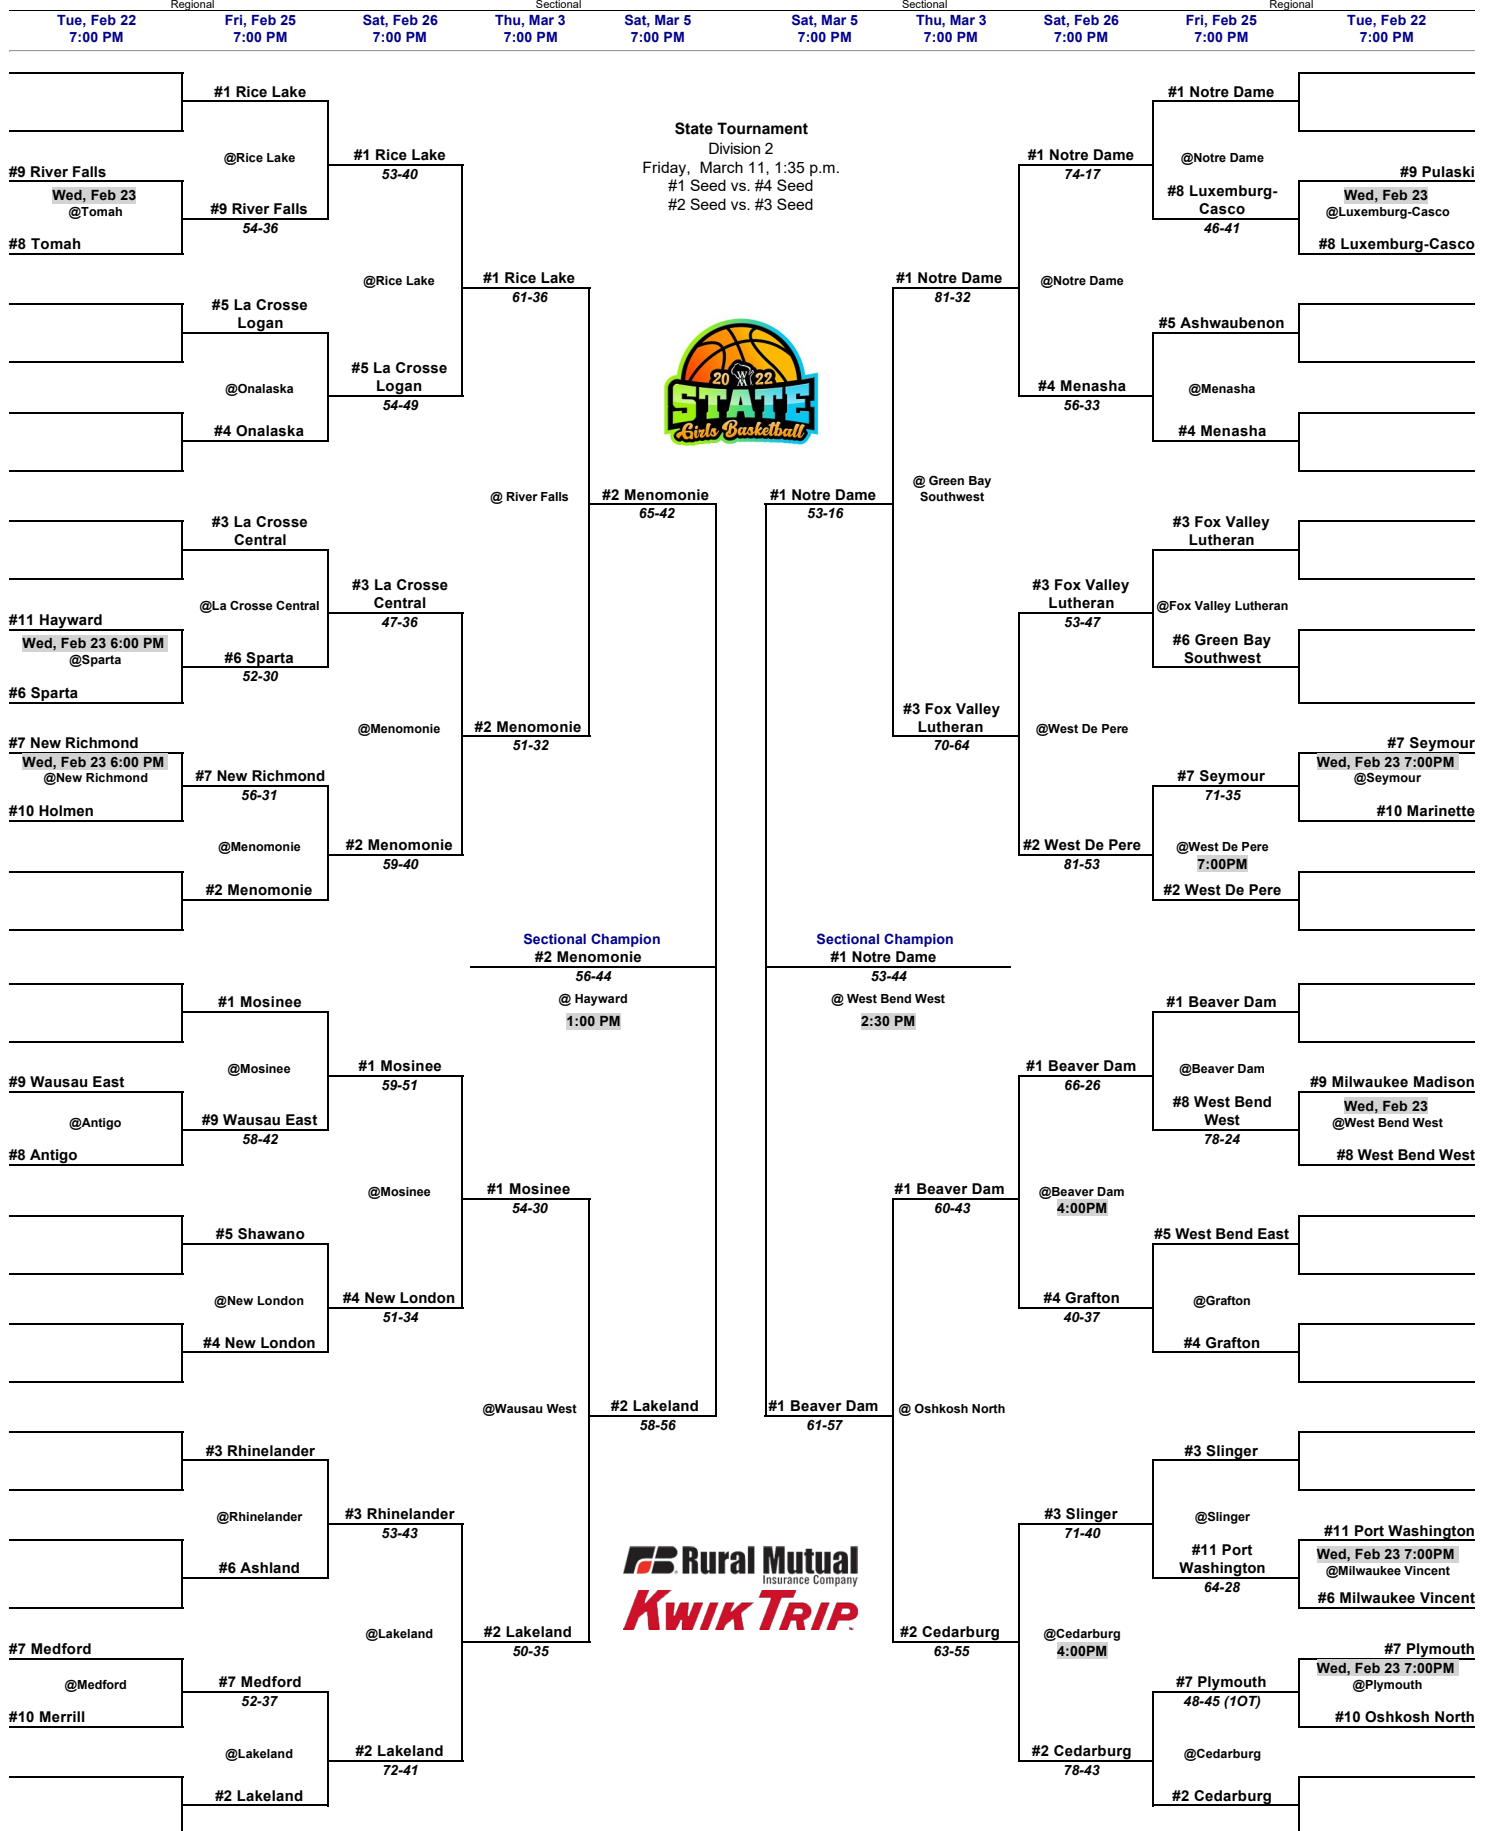 Regional Sectional Sectional Regional
Tue, Feb 22 Fri, Feb 25 Sat, Feb 26 Thu, Mar 3 Sat, Mar 5 Sat, Mar 5 Thu, Mar 3 Sat, Feb 26 Fri, Feb 25 Tue, Feb 22
7:00 PM 7:00 PM 7:00 PM 7:00 PM 7:00 PM 7:00 PM 7:00 PM 7:00 PM 7:00 PM 7:00 PM
#9 River Falls
Wed, Feb 23
@Tomah
#8 Tomah
#11 Hayward
Wed, Feb 23 6:00 PM
@Sparta
#6 Sparta
#7 New Richmond
Wed, Feb 23 6:00 PM
@New Richmond
#10 Holmen
#9 Wausau East
@Antigo
#8 Antigo
#7 Medford
@Medford
#10 Merrill
#1 Rice Lake
@Rice Lake
#9 River Falls
54-36
#5 La Crosse
Logan
@Onalaska
#4 Onalaska
#3 La Crosse
Central
@La Crosse Central
#6 Sparta
52-30
#7 New Richmond
56-31
@Menomonie
#2 Menomonie
#1 Mosinee
@Mosinee
#9 Wausau East
58-42
#5 Shawano
@New London
#4 New London
#3 Rhinelander
@Rhinelander
#6 Ashland
#7 Medford
52-37
@Lakeland
#2 Lakeland
#1 Rice Lake
53-40
@Rice Lake
#5 La Crosse
Logan
54-49
#3 La Crosse
Central
47-36
@Menomonie
#2 Menomonie
59-40
#1 Mosinee
59-51
@Mosinee
#4 New London
51-34
#3 Rhinelander
53-43
@Lakeland
#2 Lakeland
72-41
#1 Rice Lake
61-36
@ River Falls
#2 Menomonie
51-32
#1 Mosinee
54-30
@Wausau West
#2 Lakeland
50-35
#2 Menomonie
65-42
Sectional Champion
#2 Menomonie
56-44
@ Hayward
1:00 PM
#2 Lakeland
58-56
State Tournament
Division 2
Friday, March 11, 1:35 p.m.
#1 Seed vs. #4 Seed
#2 Seed vs. #3 Seed
20 22
STATE
Girls Basketball
Rural Mutual
Insurance Company
KWIK TRIP
#1 Notre Dame
53-16
Sectional Champion
#1 Notre Dame
53-44
@ West Bend West
2:30 PM
#1 Beaver Dam
61-57
#1 Notre Dame
81-32
@ Green Bay
Southwest
#3 Fox Valley
Lutheran
70-64
#1 Beaver Dam
60-43
@ Oshkosh North
#2 Cedarburg
63-55
#1 Notre Dame
74-17
@Notre Dame
#4 Menasha
56-33
#3 Fox Valley
Lutheran
53-47
@West De Pere
#2 West De Pere
81-53
#1 Beaver Dam
66-26
@Beaver Dam
4:00PM
#4 Grafton
40-37
#3 Slinger
71-40
@Cedarburg
4:00PM
#2 Cedarburg
78-43
#1 Notre Dame
@Notre Dame
#8 Luxemburg-
Casco
46-41
#5 Ashwaubenon
@Menasha
#4 Menasha
#3 Fox Valley
Lutheran
@Fox Valley Lutheran
#6 Green Bay
Southwest
#7 Seymour
71-35
@West De Pere
7:00PM
#2 West De Pere
#1 Beaver Dam
@Beaver Dam
#8 West Bend
West
78-24
#5 West Bend East
@Grafton
#4 Grafton
#3 Slinger
@Slinger
#11 Port
Washington
64-28
#7 Plymouth
48-45 (1OT)
@Cedarburg
#2 Cedarburg
#9 Pulaski
Wed, Feb 23
@Luxemburg-Casco
#8 Luxemburg-Casco
#7 Seymour
Wed, Feb 23 7:00PM
@Seymour
#10 Marinette
#9 Milwaukee Madison
Wed, Feb 23
@West Bend West
#8 West Bend West
#11 Port Washington
Wed, Feb 23 7:00PM
@Milwaukee Vincent
#6 Milwaukee Vincent
#7 Plymouth
Wed, Feb 23 7:00PM
@Plymouth
#10 Oshkosh North